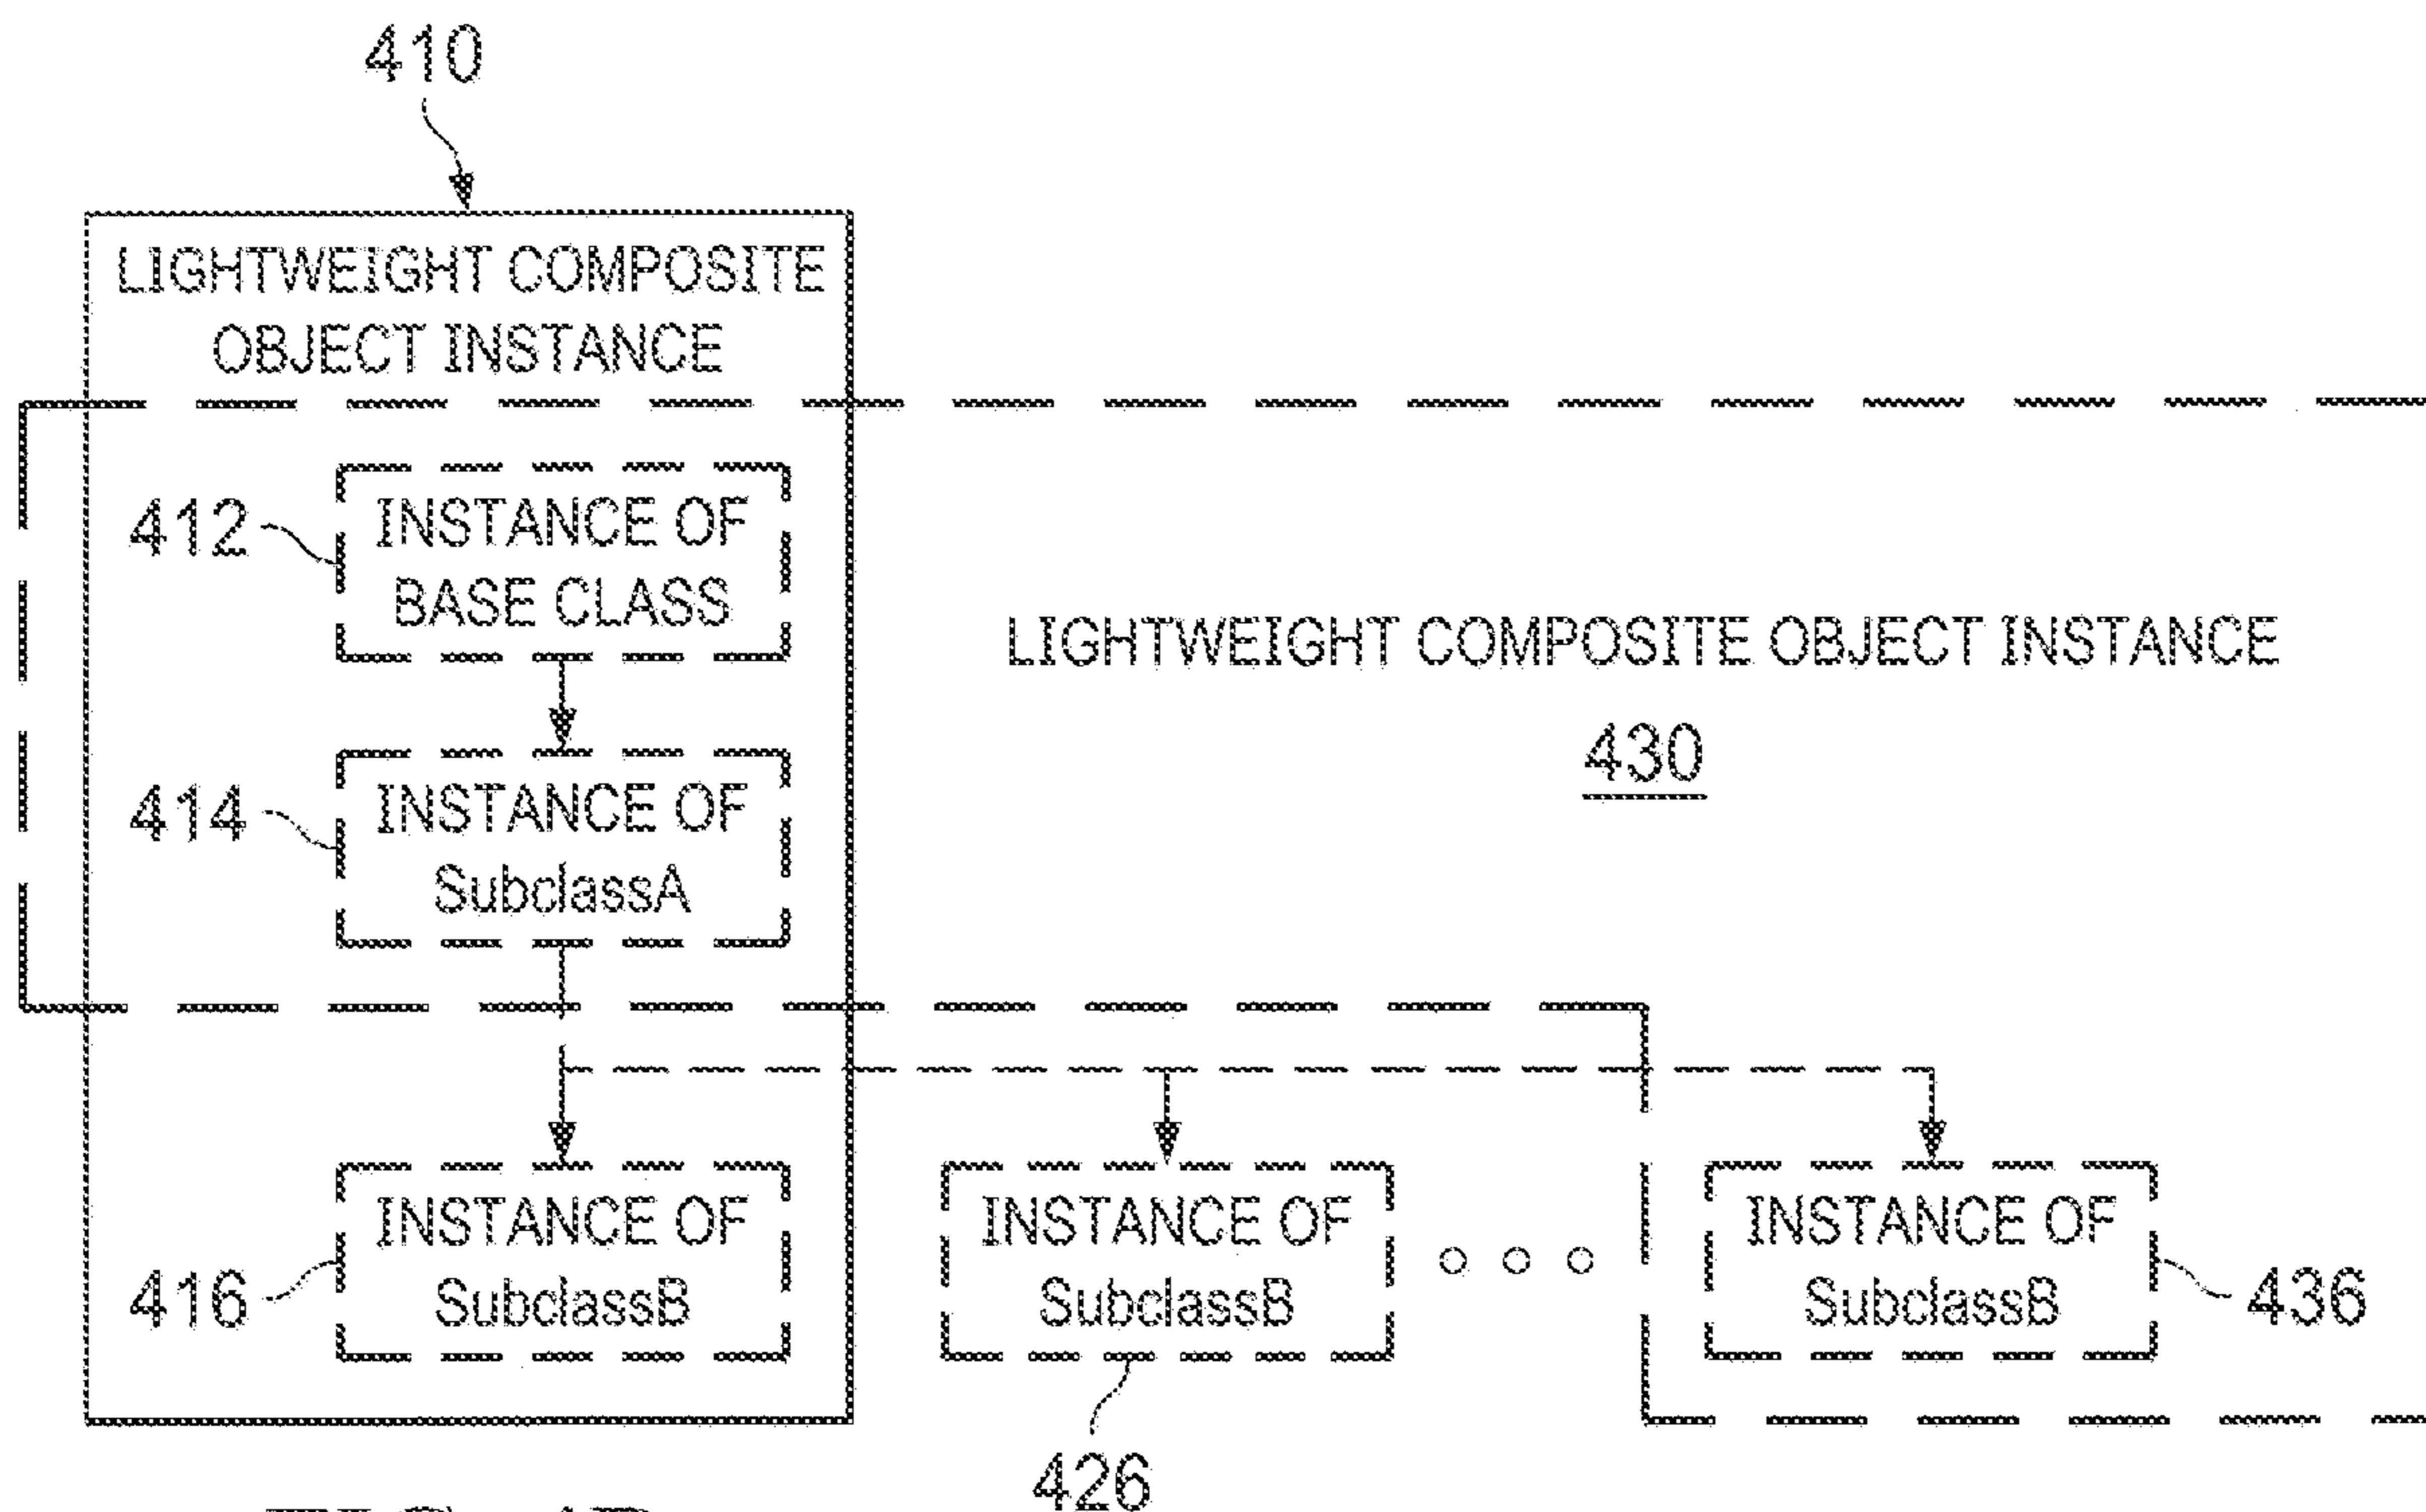 410
LIGHTWEIGHT COMPOSITE
OBJECT INSTANCE
412
INSTANCE OF
BASE CLASS
LIGHTWEIGHT COMPOSITE OBJECT INSTANCE
430
414
INSTANCE OF
SubclassA
416
INSTANCE OF
SubclassB
INSTANCE OF
SubclassB
INSTANCE OF
SubclassB
436
426